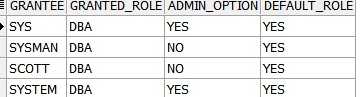 GRANTEE GRANTED_ROLE ADMIN_OPTION DEFAULT_ROLE
SYS DBA YES YES
SYSMAN DBA NO YES
SCOTT DBA NO YES
SYSTEM DBA YES YES